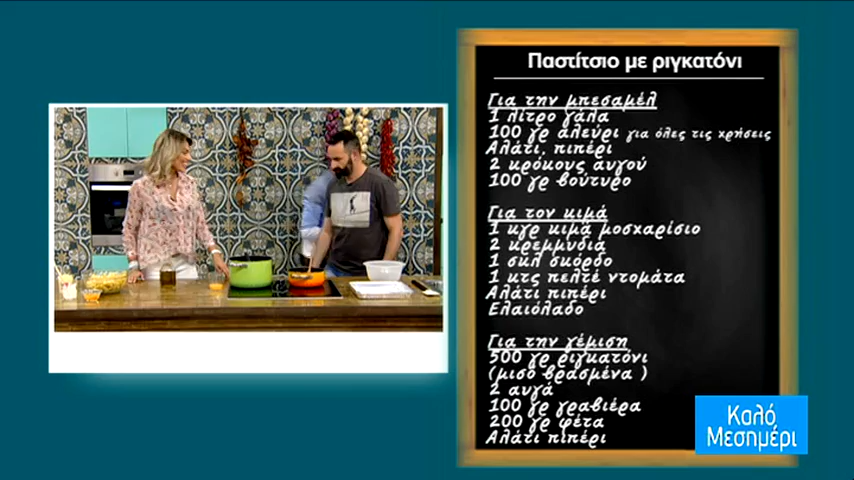 Παστίτσιο με ριγκατόνι
Για την μπεσαμέλ
1 λίτρο γάλα
100 γρ αλεύρι για όλες τις χρήσεις
Αλάτι, πιπέρι
2 κρόκους αυγού
100 γρ βούτυρο
Για τον κιμά
1 κγρ κιμά μοσχαρίσιο
2 κρεμμύδια
1 σκλ σκόρδο
1 κτς πελτέ ντομάτα
Αλάτι πιπέρι
Ελαιόλαδο
Για την γέμιση
500 γρ ριγκατόνι
(μισο βρασμένα )
2 αυγά
100 γρ γραβιέρα
200 γρ φέτα
Αλάτι πιπέρι
Καλό
Μεσημέρι